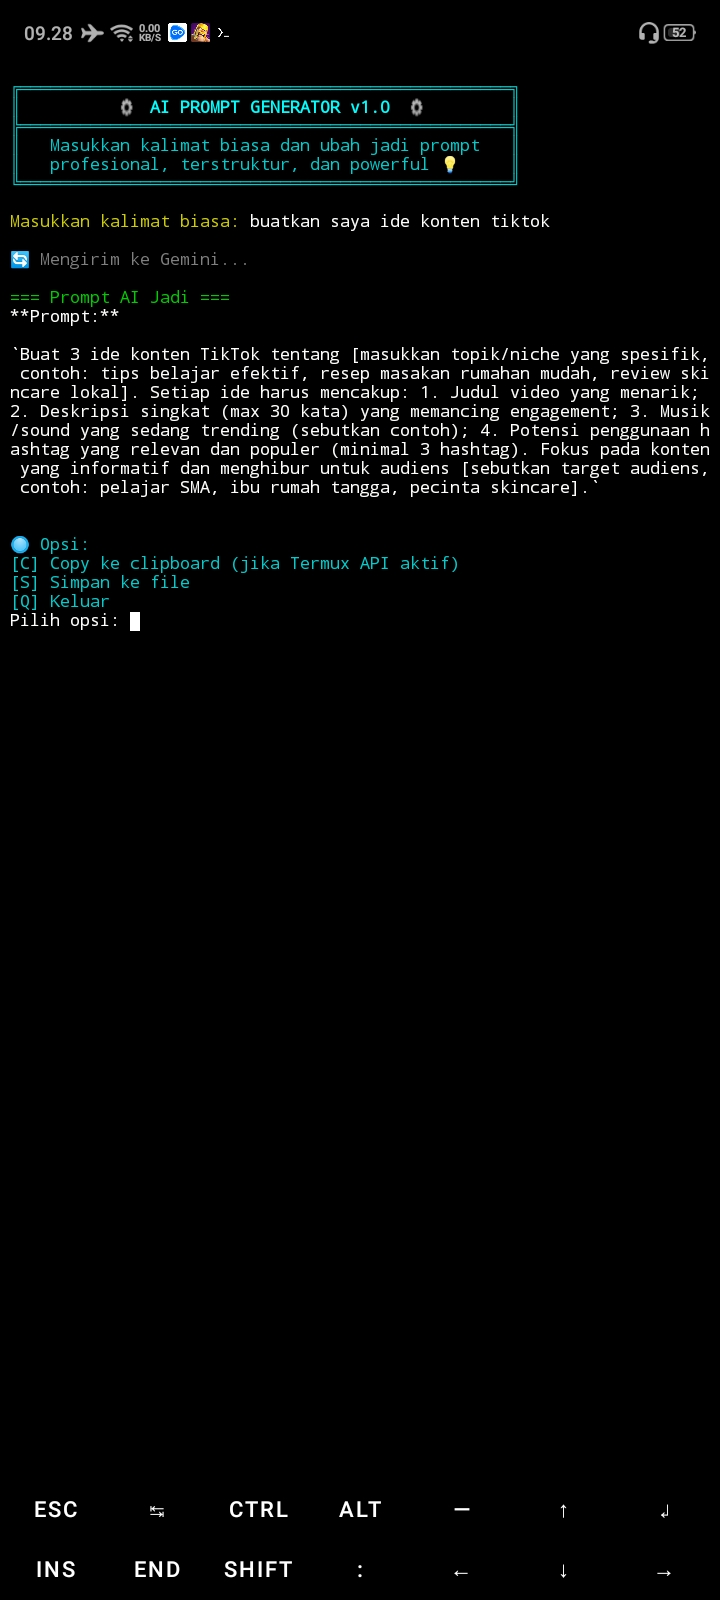 09.28 0.00 KB/S GO 52
⚙ AI PROMPT GENERATOR v1.0 ⚙
Masukkan kalimat biasa dan ubah jadi prompt
profesional, terstruktur, dan powerful 💡
Masukkan kalimat biasa: buatkan saya ide konten tiktok
🔄 Mengirim ke Gemini...
=== Prompt AI Jadi ===
**Prompt:**
`Buat 3 ide konten TikTok tentang [masukkan topik/niche yang spesifik,
contoh: tips belajar efektif, resep masakan rumahan mudah, review ski
ncare lokal]. Setiap ide harus mencakup: 1. Judul video yang menarik;
2. Deskripsi singkat (max 30 kata) yang memancing engagement; 3. Musik
/sound yang sedang trending (sebutkan contoh); 4. Potensi penggunaan h
ashtag yang relevan dan populer (minimal 3 hashtag). Fokus pada konten
yang informatif dan menghibur untuk audiens [sebutkan target audiens,
contoh: pelajar SMA, ibu rumah tangga, pecinta skincare].`
🔵 Opsi:
[C] Copy ke clipboard (jika Termux API aktif)
[S] Simpan ke file
[Q] Keluar
Pilih opsi:
ESC ↹ CTRL ALT — ↑ ↲
INS END SHIFT : ← ↓ →